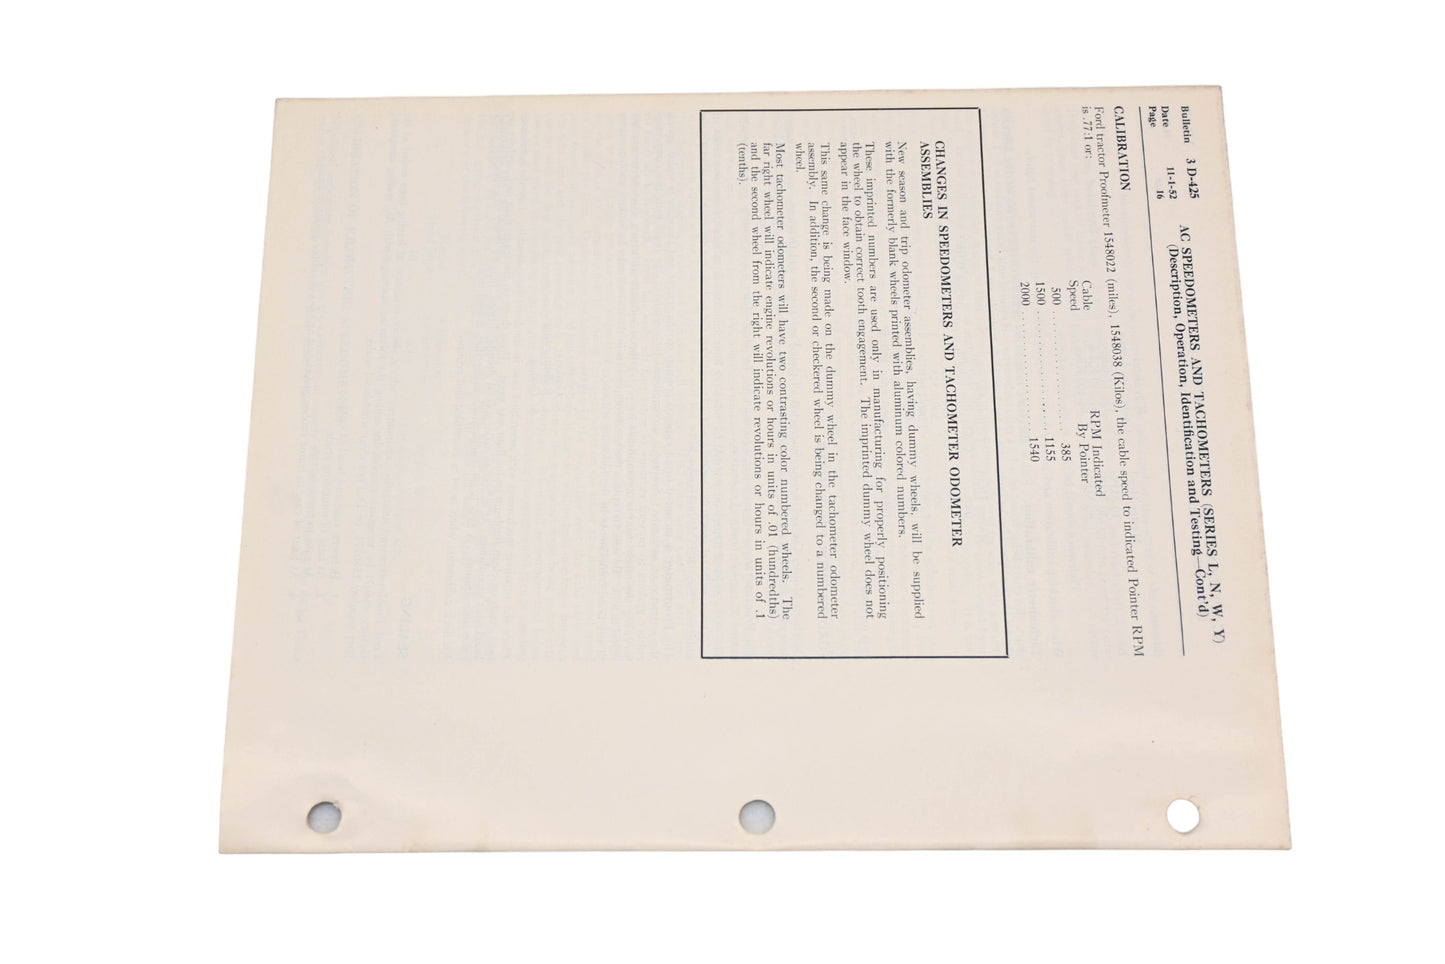 Bulletin 3 D-425
Date 11-1-52
Page 16
AC SPEEDOMETERS AND TACHOMETERS (SERIES L, N, W, Y)
(Description, Operation, Identification and Testing—Cont'd)
CALIBRATION
Ford tractor Proofmeter 1548022 (miles), 1548038 (Kilos), the cable speed to indicated Pointer RPM
is .77:1 or:
Cable Speed RPM Indicated By Pointer
500 385
1500 1155
2000 1540
CHANGES IN SPEEDOMETERS AND TACHOMETER ODOMETER
ASSEMBLIES
New season and trip odometer assemblies, having dummy wheels, will be supplied
with the formerly blank wheels printed with aluminum colored numbers.
These imprinted numbers are used only in manufacturing for properly positioning
the wheel to obtain correct tooth engagement. The imprinted dummy wheel does not
appear in the face window.
This same change is being made on the dummy wheel in the tachometer odometer
assembly. In addition, the second or checkered wheel is being changed to a numbered
wheel.
Most tachometer odometers will have two contrasting color numbered wheels. The
far right wheel will indicate engine revolutions or hours in units of .01 (hundredths)
and the second wheel from the right will indicate revolutions or hours in units of .1
(tenths).